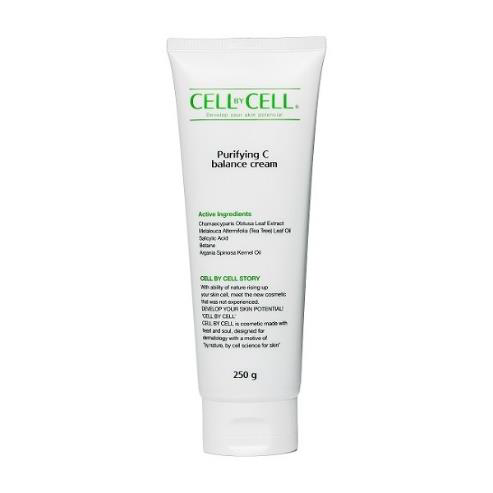 CELL BY CELL®
Develop your skin potencial
Purifying C
balance cream
Active Ingredients
Chamaecyparis Obtusa Leaf Extract
Melaleuca Alternifolia (Tea Tree) Leaf Oil
Salicylic Acid
Betane
Argania Spinosa Kernel Oil
CELL BY CELL STORY
With ability of nature rising up
your skin cell, meet the new cosmetic
that was not experienced.
DEVELOP YOUR SKIN POTENTIAL!
'CELL BY CELL'
CELL BY CELL is cosmetic made with
heart and soul, designed for
dermatology with a motive of
"by nature, by cell science for skin"
250 g